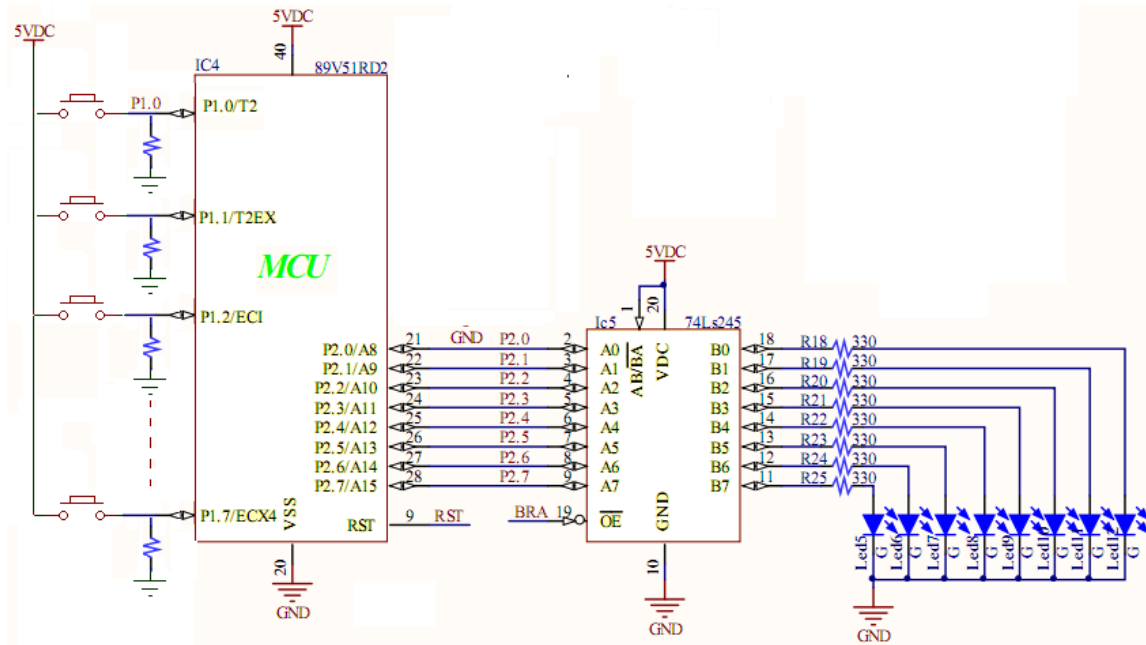 5VDC
5VDC
40
IC4
89V51RD2
P1.0
P1.0/T2
P1.1/T2EX
MCU
P1.2/ECI
P1.7/ECX4
P2.0/A8
P2.1/A9
P2.2/A10
P2.3/A11
P2.4/A12
P2.5/A13
P2.6/A14
P2.7/A15
VSS
RST
20
GND
21
22
23
24
25
26
27
28
9
RST
GND
P2.0
P2.1
P2.2
P2.3
P2.4
P2.5
P2.6
P2.7
BRA
2
3
4
5
6
7
8
9
19
5VDC
1
20
Ic5
74Ls245
A0
A1
A2
A3
A4
A5
A6
A7
OE
AB/BA
VDC
GND
B0
B1
B2
B3
B4
B5
B6
B7
10
GND
18
17
16
15
14
13
12
11
R18 330
R19 330
R20 330
R21 330
R22 330
R23 330
R24 330
R25 330
Led5
G
Led6
G
Led7
G
Led8
G
Led9
G
Led10
G
Led11
G
Led12
G
GND